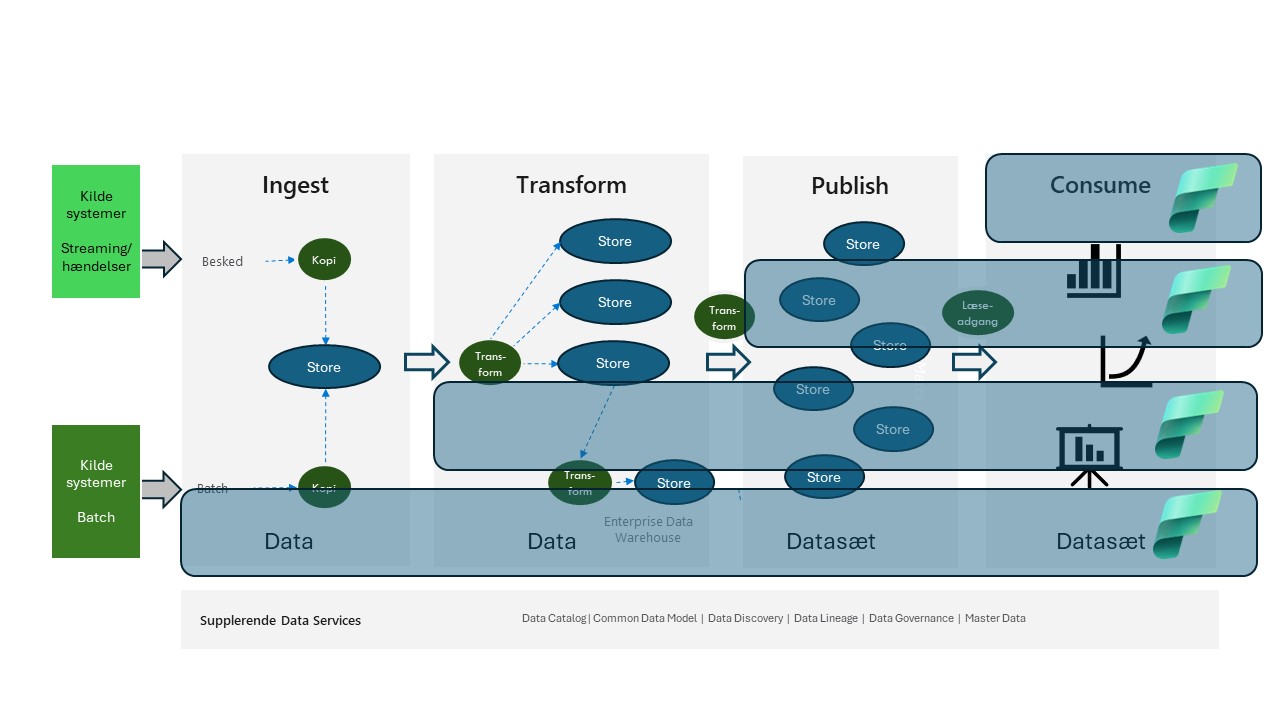 Kilde
systemer
Streaming/
hændelser
Kilde
systemer
Batch
Ingest
Besked
Kopi
Store
Batch
Kopi
Data
Transform
Store
Store
Store
Trans-
form
Trans-
form
Store
Enterprise Data
Warehouse
Data
Trans-
form
Publish
Store
Store
Store
Store
Store
Store
Datasæt
Læse-
adgang
Consume
Datasæt
Supplerende Data Services
Data Catalog | Common Data Model | Data Discovery | Data Lineage | Data Governance | Master Data